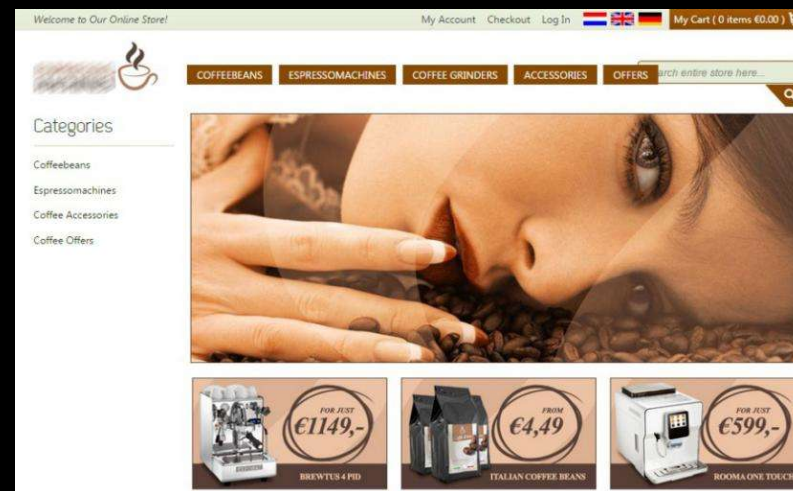 Welcome to Our Online Store!
My Account Checkout Log In My Cart ( 0 items €0.00 )
COFFEEBEANS ESPRESSOMACHINES COFFEE GRINDERS ACCESSORIES OFFERS arch entire store here...
Categories
Coffeebeans
Espressomachines
Coffee Accessories
Coffee Offers
FOR JUST
€1149,-
BREWTUS 4 PID
FROM
€4,49
ITALIAN COFFEE BEANS
FOR JUST
€599,-
ROOMA ONE TOUCH